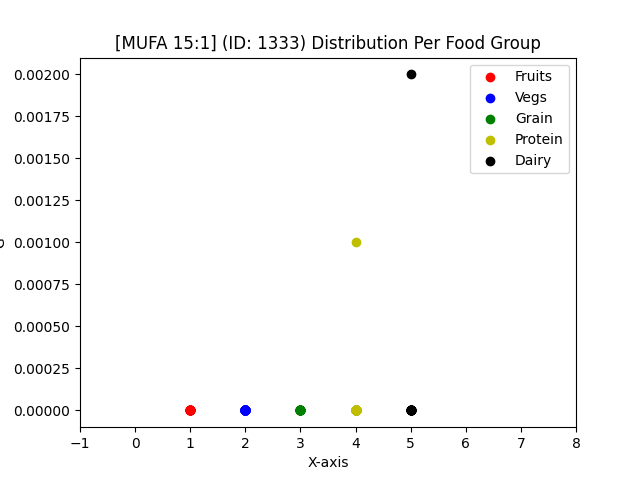 [MUFA 15:1] (ID: 1333) Distribution Per Food Group
Fruits
Vegs
Grain
Protein
Dairy
0.00200
0.00175
0.00150
0.00125
0.00100
0.00075
0.00050
0.00025
0.00000
−1 0 1 2 3 4 5 6 7 8
X-axis